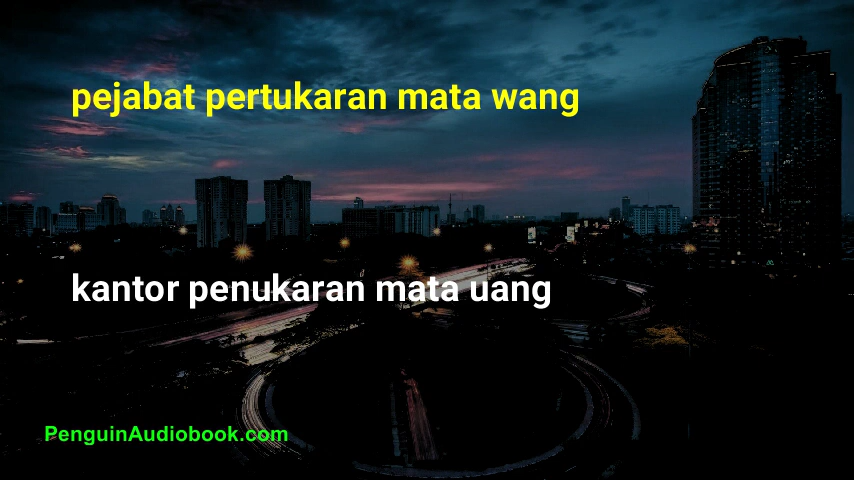 pejabat pertukaran mata wang
kantor penukaran mata uang
PenguinAudiobook.com